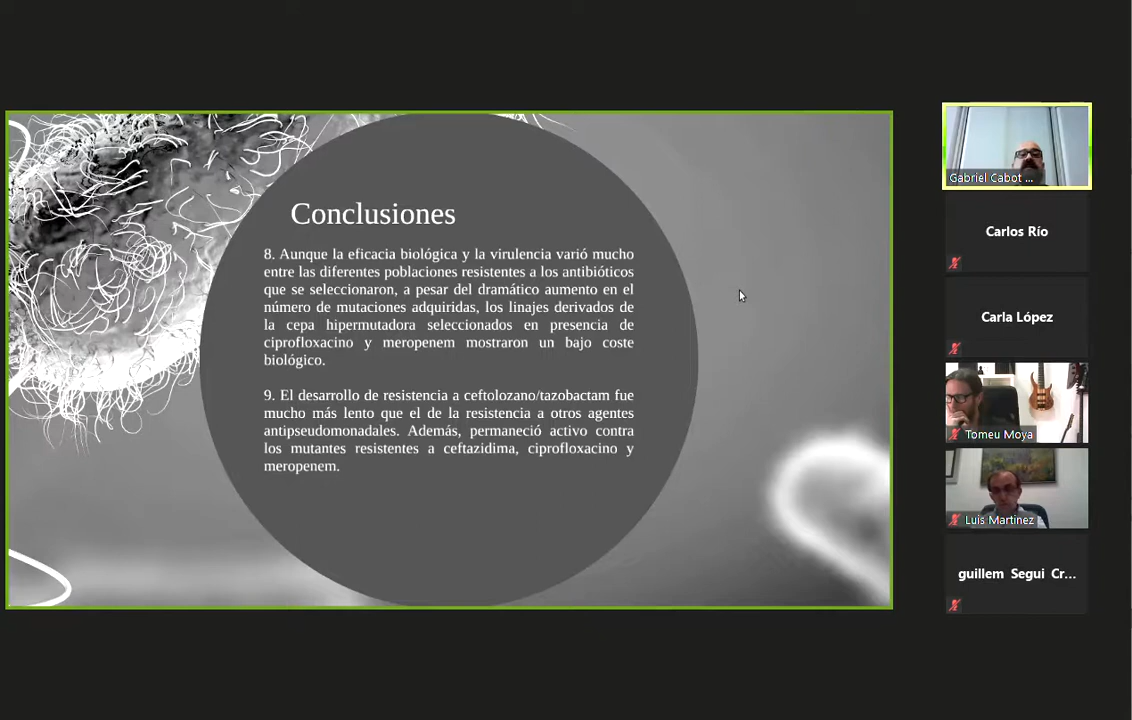 Conclusiones
8. Aunque la eficacia biológica y la virulencia varió mucho
entre las diferentes poblaciones resistentes a los antibióticos
que se seleccionaron, a pesar del dramático aumento en el
número de mutaciones adquiridas, los linajes derivados de
la cepa hipermutadora seleccionados en presencia de
ciprofloxacino y meropenem mostraron un bajo coste
biológico.
9. El desarrollo de resistencia a ceftolozano/tazobactam fue
mucho más lento que el de la resistencia a otros agentes
antipseudomonadales. Además, permaneció activo contra
los mutantes resistentes a ceftazidima, ciprofloxacino y
meropenem.
Gabriel Cabot ...
Carlos Río
Carla López
Tomeu Moya
Luis Martinez
guillem Segui Cr...